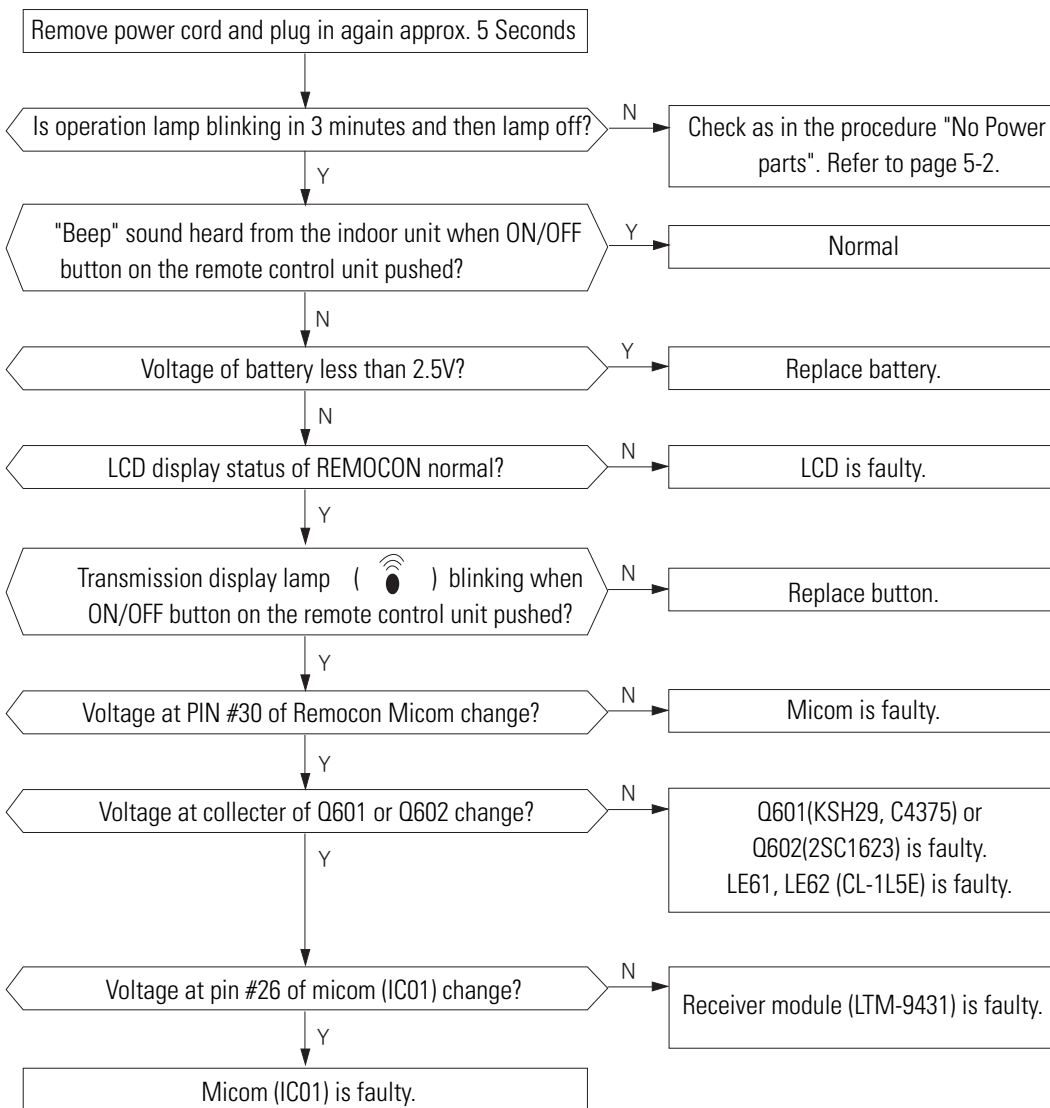 Remove power cord and plug in again approx. 5 Seconds
Is operation lamp blinking in 3 minutes and then lamp off?
N
Check as in the procedure "No Power
parts". Refer to page 5-2.
Y
"Beep" sound heard from the indoor unit when ON/OFF
button on the remote control unit pushed?
Y
Normal
N
Voltage of battery less than 2.5V?
Y
Replace battery.
N
LCD display status of REMOCON normal?
N
LCD is faulty.
Y
Transmission display lamp ( ) blinking when
ON/OFF button on the remote control unit pushed?
N
Replace button.
Y
Voltage at PIN #30 of Remocon Micom change?
N
Micom is faulty.
Y
Voltage at collecter of Q601 or Q602 change?
N
Q601(KSH29, C4375) or
Q602(2SC1623) is faulty.
LE61, LE62 (CL-1L5E) is faulty.
Y
Voltage at pin #26 of micom (IC01) change?
N
Receiver module (LTM-9431) is faulty.
Y
Micom (IC01) is faulty.